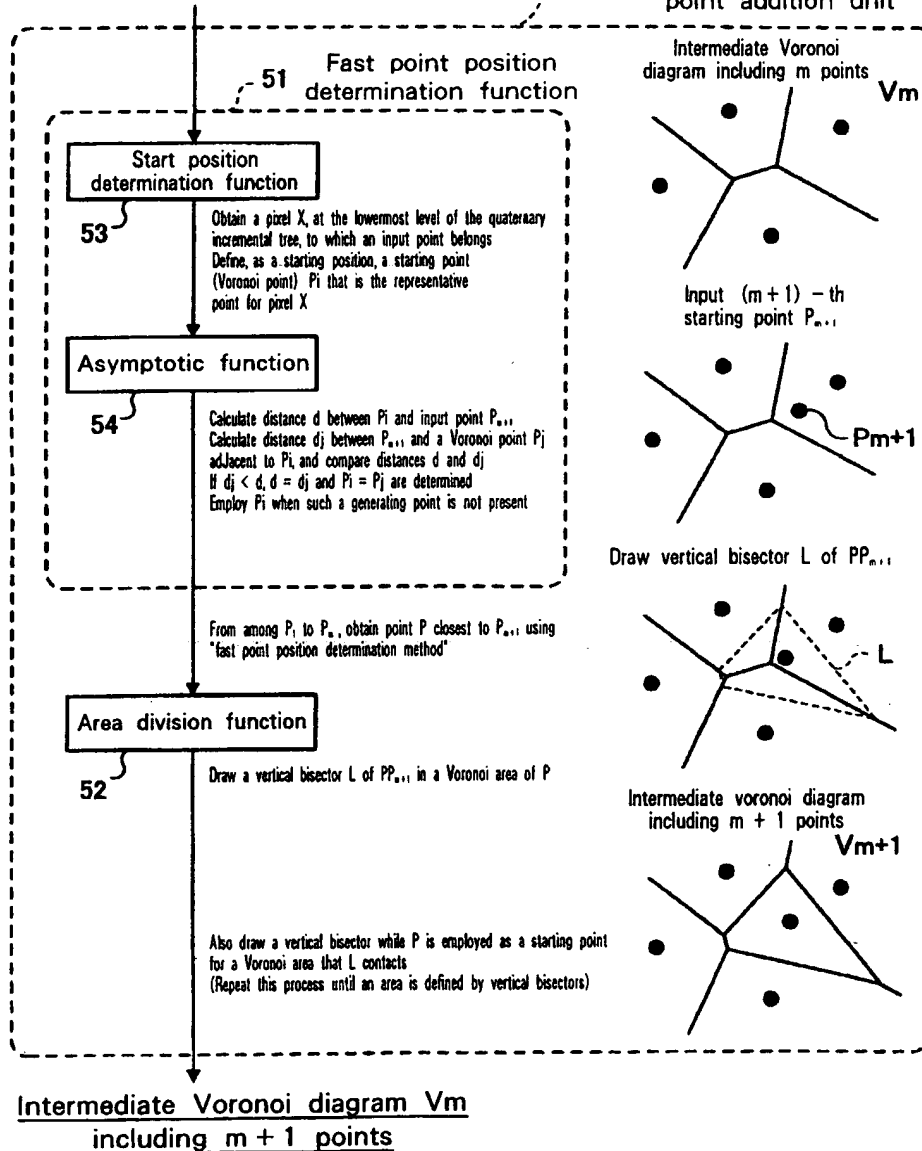 point addition unit
51
Fast point position
determination function
Start position
determination function
53
Obtain a pixel X, at the lowermost level of the quaternary
incremental tree, to which an input point belongs
Define, as a starting position, a starting point
(Voronoi point) Pi that is the representative
point for pixel X
Asymptotic function
54
Calculate distance d between Pi and input point Pm+1
Calculate distance dj between Pm+1 and a Voronoi point Pj
adjacent to Pi, and compare distances d and dj
If dj < d, d = dj and Pi = Pj are determined
Employ Pi when such a generating point is not present
From among P1 to Pm, obtain point P closest to Pm+1 using
"fast point position determination method"
Area division function
52
Draw a vertical bisector L of PPm+1 in a Voronoi area of P
Also draw a vertical bisector while P is employed as a starting point
for a Voronoi area that L contacts
(Repeat this process until an area is defined by vertical bisectors)
Intermediate Voronoi
diagram including m points
Vm
Input (m+1) - th
starting point Pm+1
Pm+1
Draw vertical bisector L of PPm+1
L
Intermediate voronoi diagram
including m + 1 points
Vm+1
Intermediate Voronoi diagram Vm
including m + 1 points